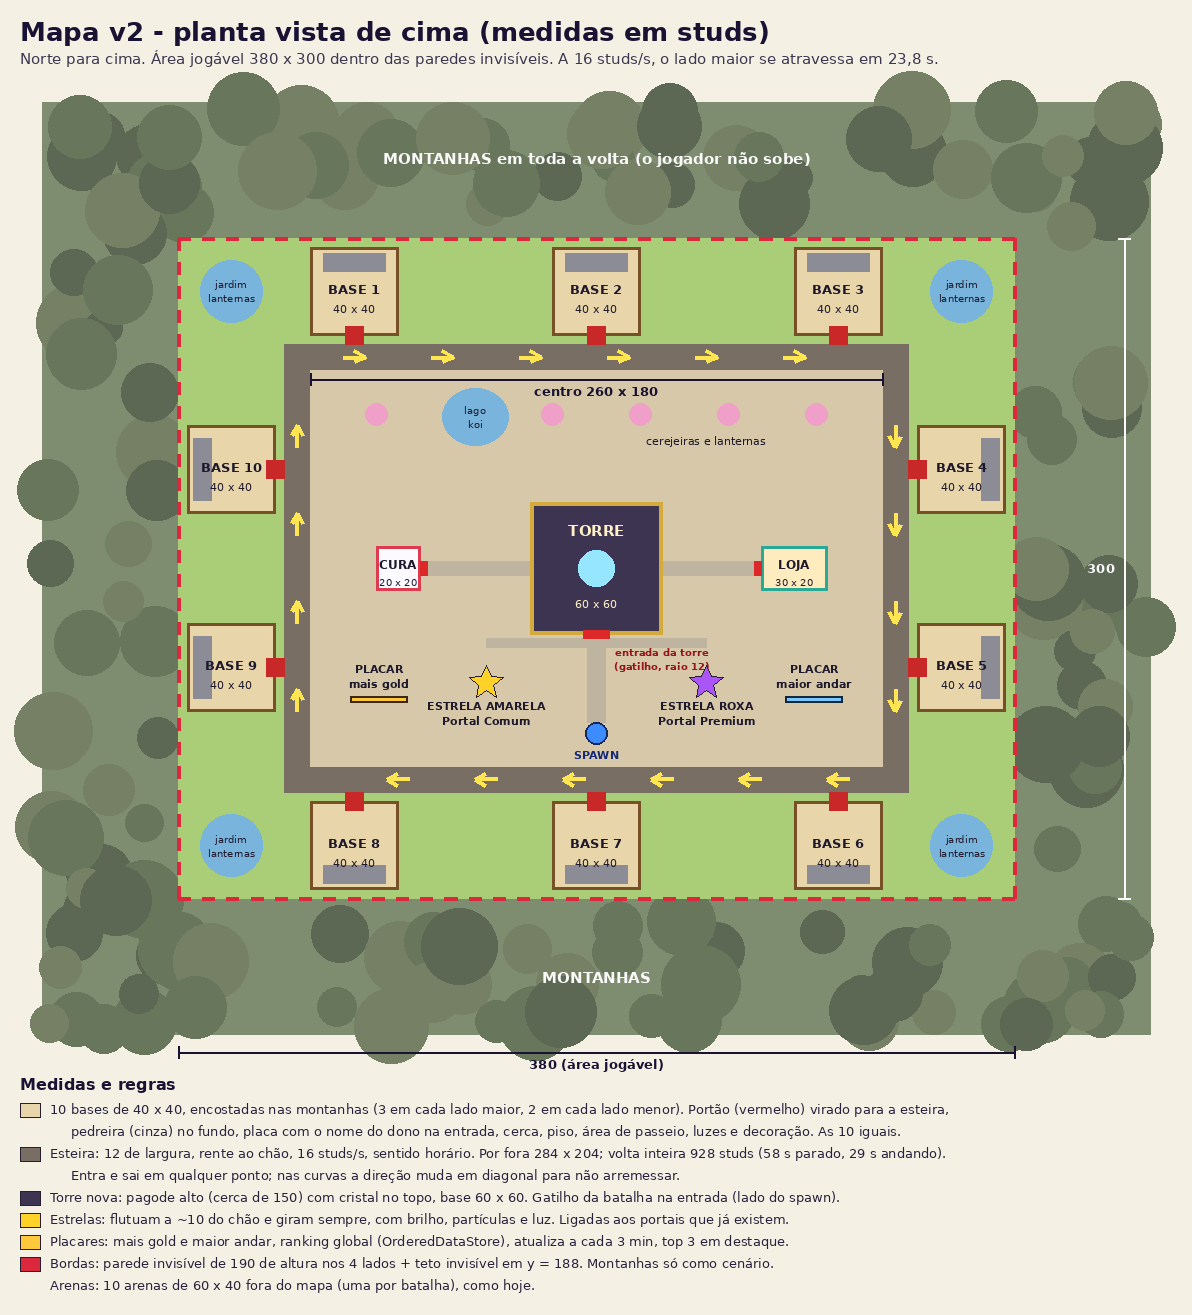 Mapa v2 - planta vista de cima (medidas em studs)
Norte para cima. Área jogável 380 x 300 dentro das paredes invisíveis. A 16 studs/s, o lado maior se atravessa em 23,8 s.
MONTANHAS em toda a volta (o jogador não sobe)
jardim
lanternas
BASE 1
40 x 40
BASE 2
40 x 40
BASE 3
40 x 40
jardim
lanternas
centro 260 x 180
lago
koi
cerejeiras e lanternas
BASE 10
40 x 40
BASE 4
40 x 40
TORRE
60 x 60
CURA
20 x 20
LOJA
30 x 20
300
entrada da torre
(gatilho, raio 12)
BASE 9
40 x 40
PLACAR
mais gold
ESTRELA AMARELA
Portal Comum
ESTRELA ROXA
Portal Premium
PLACAR
maior andar
BASE 5
40 x 40
SPAWN
jardim
lanternas
BASE 8
40 x 40
BASE 7
40 x 40
BASE 6
40 x 40
jardim
lanternas
MONTANHAS
380 (área jogável)
Medidas e regras
10 bases de 40 x 40, encostadas nas montanhas (3 em cada lado maior, 2 em cada lado menor). Portão (vermelho) virado para a esteira,
pedreira (cinza) no fundo, placa com o nome do dono na entrada, cerca, piso, área de passeio, luzes e decoração. As 10 iguais.
Esteira: 12 de largura, rente ao chão, 16 studs/s, sentido horário. Por fora 284 x 204; volta inteira 928 studs (58 s parado, 29 s andando).
Entra e sai em qualquer ponto; nas curvas a direção muda em diagonal para não arremessar.
Torre nova: pagode alto (cerca de 150) com cristal no topo, base 60 x 60. Gatilho da batalha na entrada (lado do spawn).
Estrelas: flutuam a ~10 do chão e giram sempre, com brilho, partículas e luz. Ligadas aos portais que já existem.
Placares: mais gold e maior andar, ranking global (OrderedDataStore), atualiza a cada 3 min, top 3 em destaque.
Bordas: parede invisível de 190 de altura nos 4 lados + teto invisível em y = 188. Montanhas só como cenário.
Arenas: 10 arenas de 60 x 40 fora do mapa (uma por batalha), como hoje.